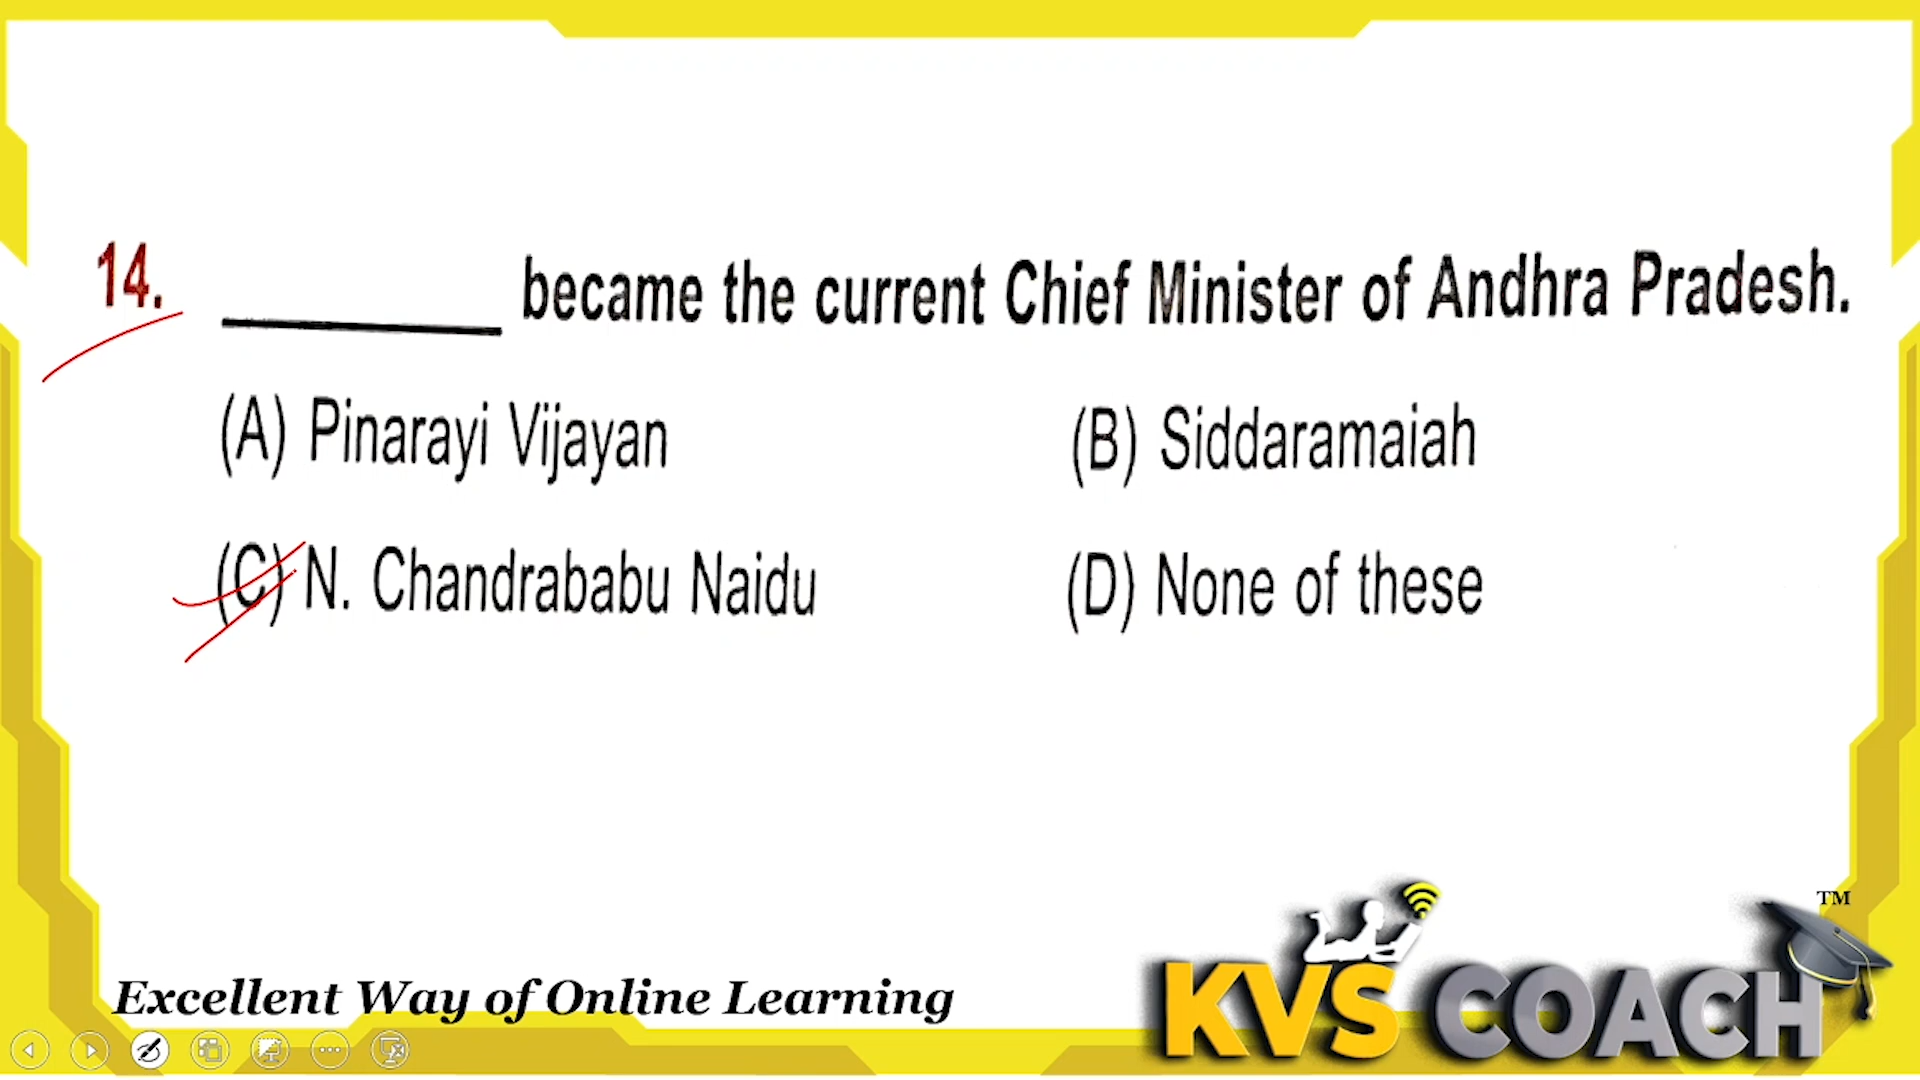 14. ________ became the current Chief Minister of Andhra Pradesh.
(A) Pinarayi Vijayan (B) Siddaramaiah
(C) N. Chandrababu Naidu (D) None of these
Excellent Way of Online Learning
KVS COACH ™